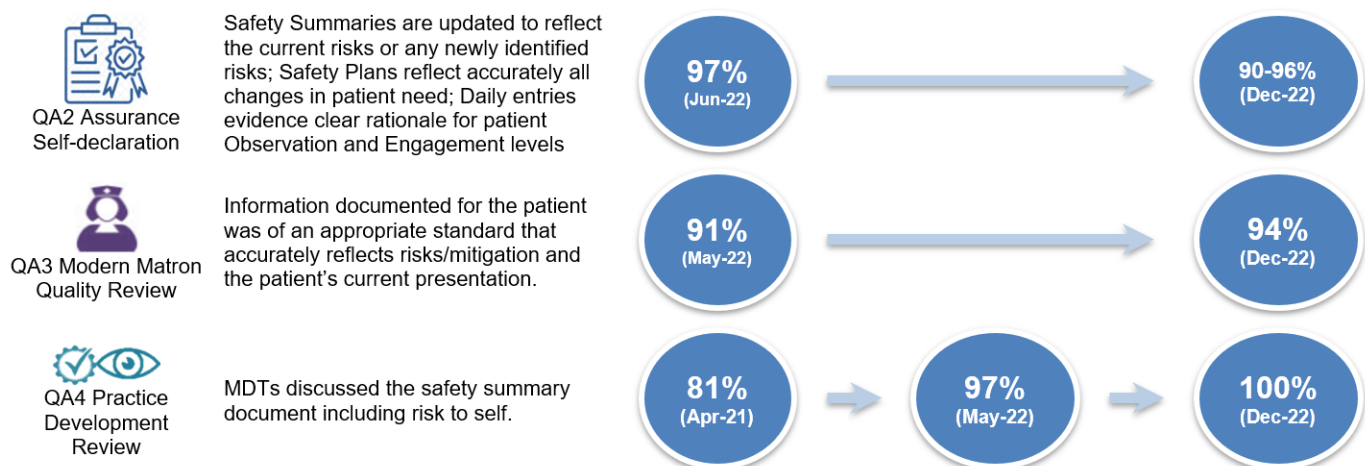 Safety Summaries are updated to reflect
the current risks or any newly identified
risks; Safety Plans reflect accurately all
changes in patient need; Daily entries
evidence clear rationale for patient
Observation and Engagement levels
QA2 Assurance
Self-declaration
97%
(Jun-22)
90-96%
(Dec-22)
QA3 Modern Matron
Quality Review
Information documented for the patient
was of an appropriate standard that
accurately reflects risks/mitigation and
the patient’s current presentation.
91%
(May-22)
94%
(Dec-22)
QA4 Practice
Development
Review
MDTs discussed the safety summary
document including risk to self.
81%
(Apr-21)
97%
(May-22)
100%
(Dec-22)